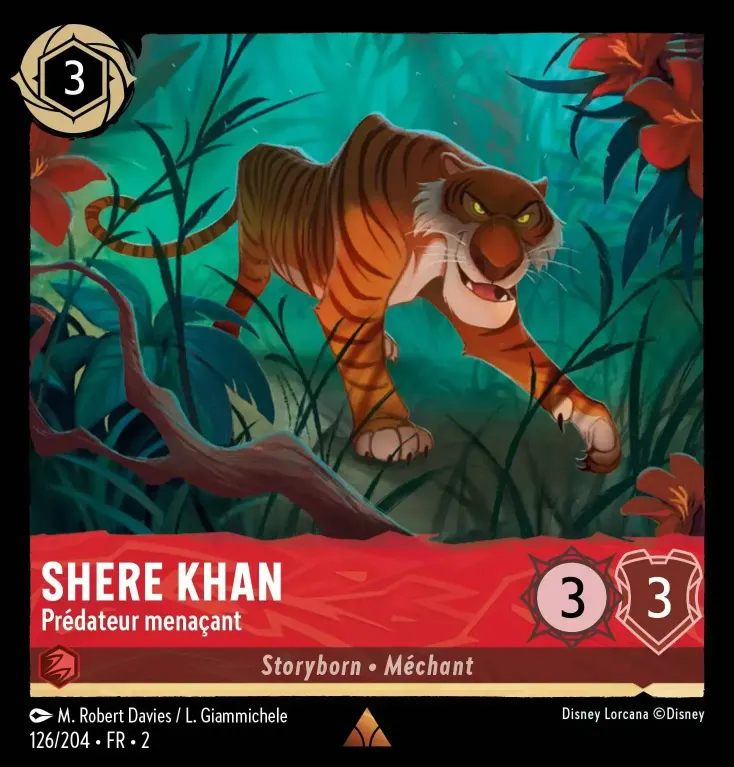 3
SHERE KHAN
Prédateur menaçant
3
3
Storyborn • Méchant
M. Robert Davies / L. Giammichele
Disney Lorcana ©Disney
126/204 • FR • 2